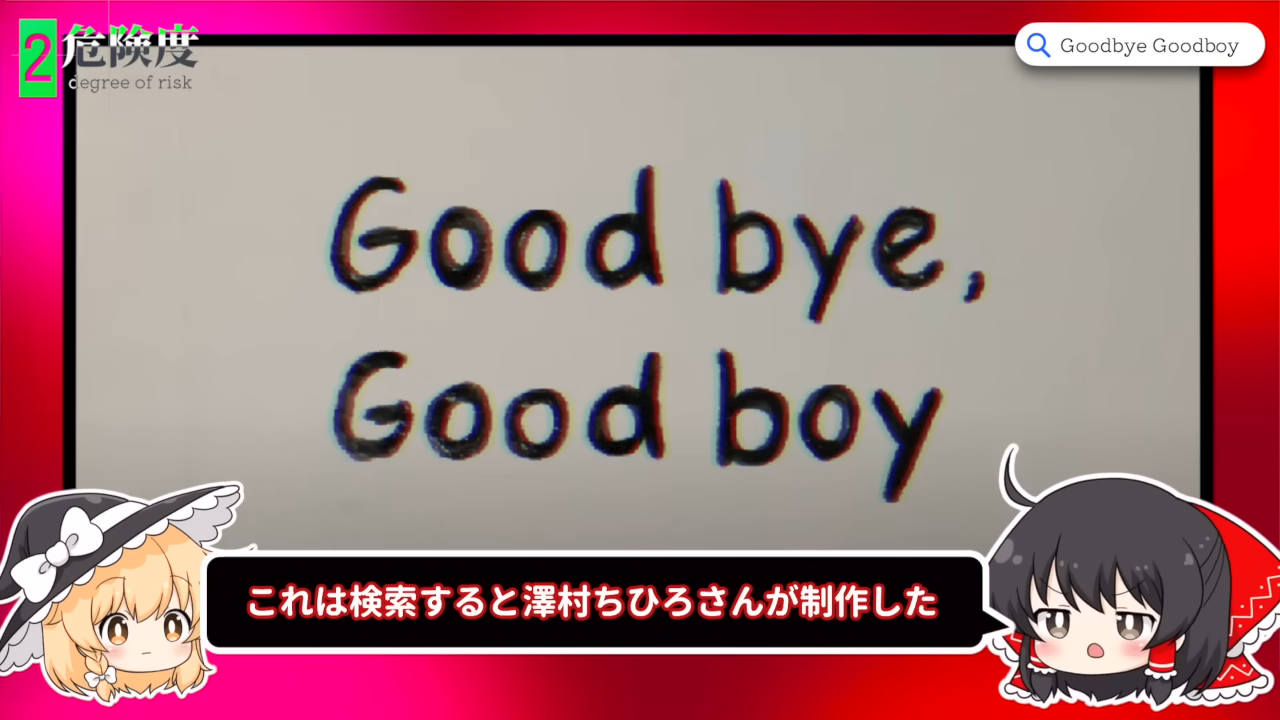 2 危険度
degree of risk
Goodbye Goodboy
Good bye,
Good boy
これは検索すると澤村ちひろさんが制作した